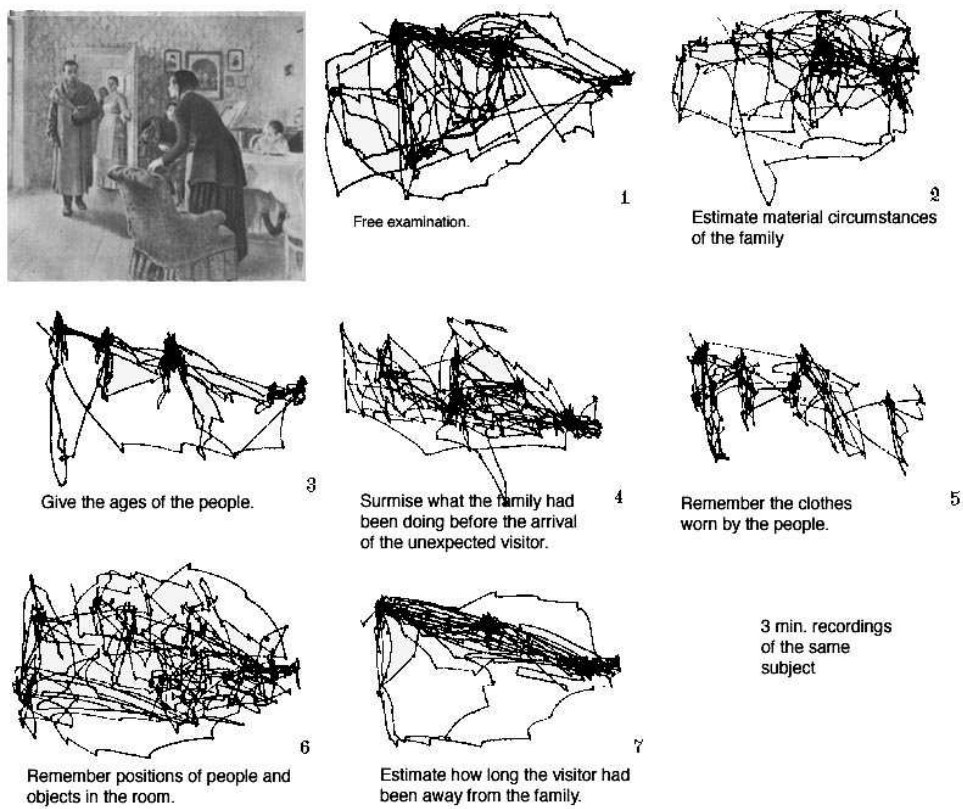 1
Free examination.
2
Estimate material circumstances
of the family
3
Give the ages of the people.
4
Surmise what the family had
been doing before the arrival
of the unexpected visitor.
5
Remember the clothes
worn by the people.
6
Remember positions of people and
objects in the room.
7
Estimate how long the visitor had
been away from the family.
3 min. recordings
of the same
subject